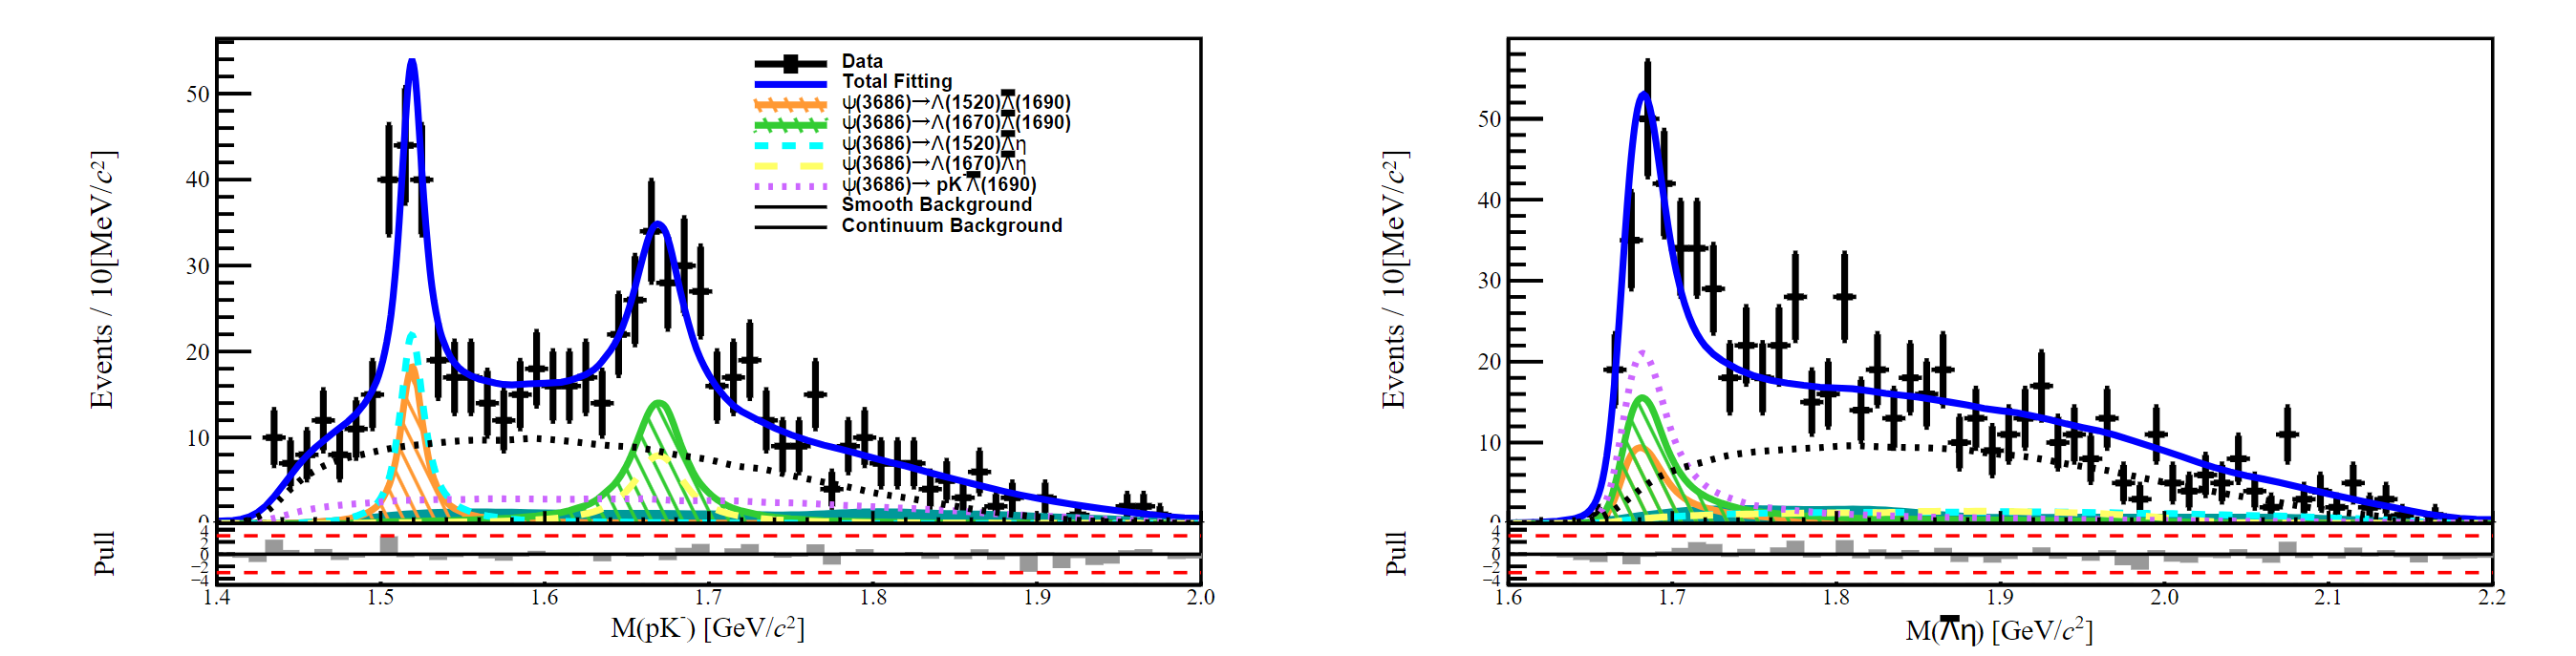 Events / 10[MeV/c²]
50
40
30
20
10
0
Data
Total Fitting
ψ(3686)→Λ(1520)Λ̅(1690)
ψ(3686)→Λ(1670)Λ̅(1690)
ψ(3686)→Λ(1520)Λ̅η
ψ(3686)→Λ(1670)Λ̅η
ψ(3686)→ pK⁻Λ̅(1690)
Smooth Background
Continuum Background
Pull
4
2
0
−2
−4
1.4 1.5 1.6 1.7 1.8 1.9 2.0
M(pK⁻) [GeV/c²]
Events / 10[MeV/c²]
50
40
30
20
10
0
Pull
4
2
0
−2
−4
1.6 1.7 1.8 1.9 2.0 2.1 2.2
M(Λ̅η) [GeV/c²]